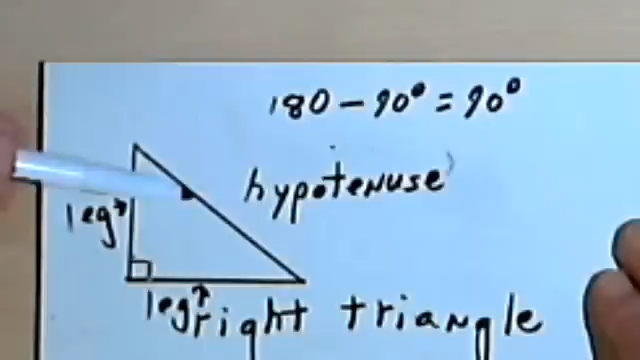 180 - 90° = 90°
hypotenuse
leg
leg
right triangle